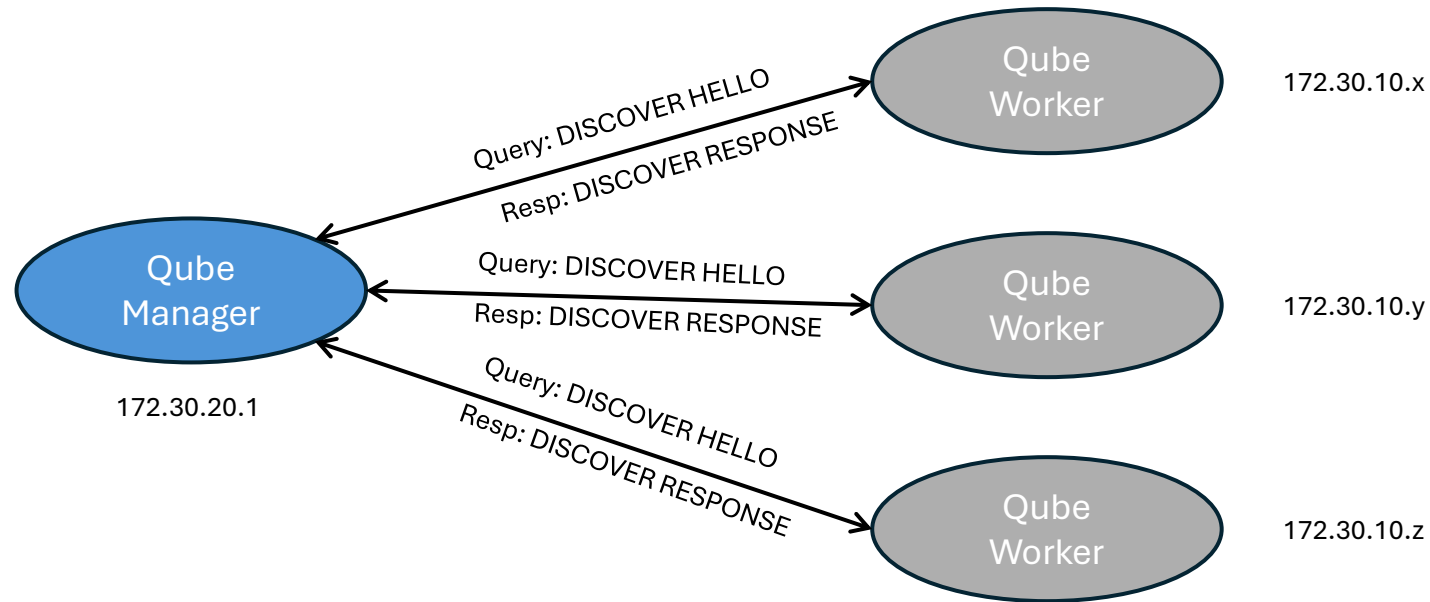 Qube
Manager
172.30.20.1
Query: DISCOVER HELLO
Resp: DISCOVER RESPONSE
Qube
Worker
172.30.10.x
Query: DISCOVER HELLO
Resp: DISCOVER RESPONSE
Qube
Worker
172.30.10.y
Query: DISCOVER HELLO
Resp: DISCOVER RESPONSE
Qube
Worker
172.30.10.z